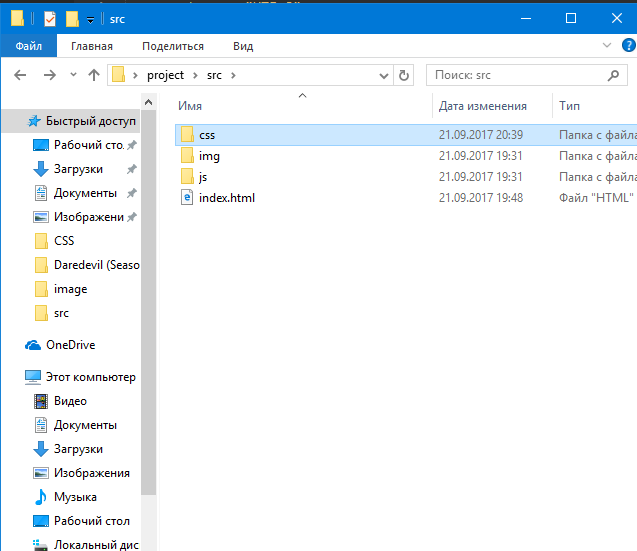 src
Файл Главная Поделиться Вид
project src Поиск: src
Имя Дата изменения Тип
Быстрый доступ
Рабочий сто.
Загрузки
Документы
Изображени
CSS
Daredevil (Seaso
image
src
OneDrive
Этот компьютер
Видео
Документы
Загрузки
Изображения
Музыка
Рабочий стол
Локальный дис
css 21.09.2017 20:39 Папка с файла
img 21.09.2017 19:31 Папка с файла
js 21.09.2017 19:31 Папка с файла
index.html 21.09.2017 19:48 Файл "HTML"